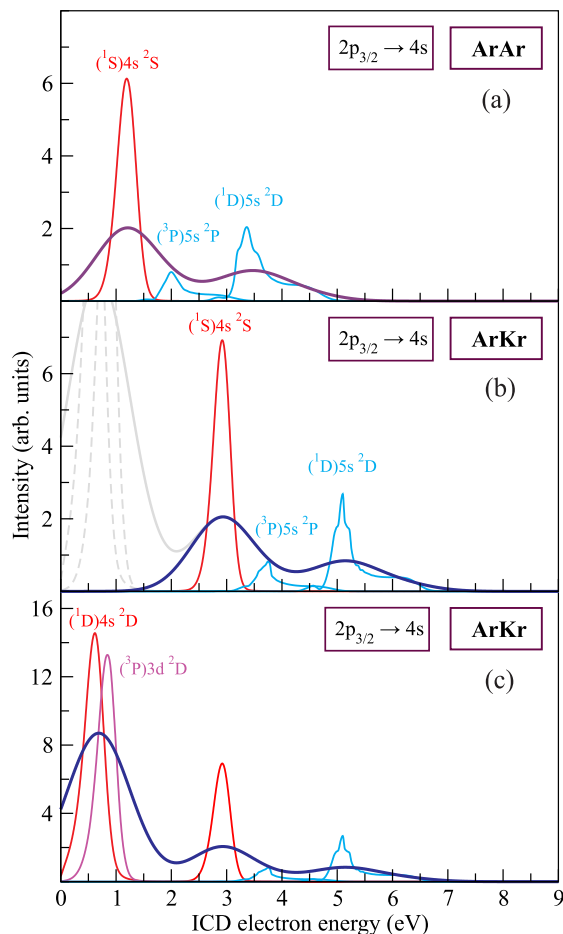 2p3/2 → 4s
ArAr
(1S)4s 2S
(a)
(3P)5s 2P
(1D)5s 2D
6
4
2
2p3/2 → 4s
ArKr
(1S)4s 2S
(b)
(1D)5s 2D
(3P)5s 2P
6
4
2
Intensity (arb. units)
2p3/2 → 4s
ArKr
(1D)4s 2D
(3P)3d 2D
(c)
16
12
8
4
0 1 2 3 4 5 6 7 8 9
ICD electron energy (eV)